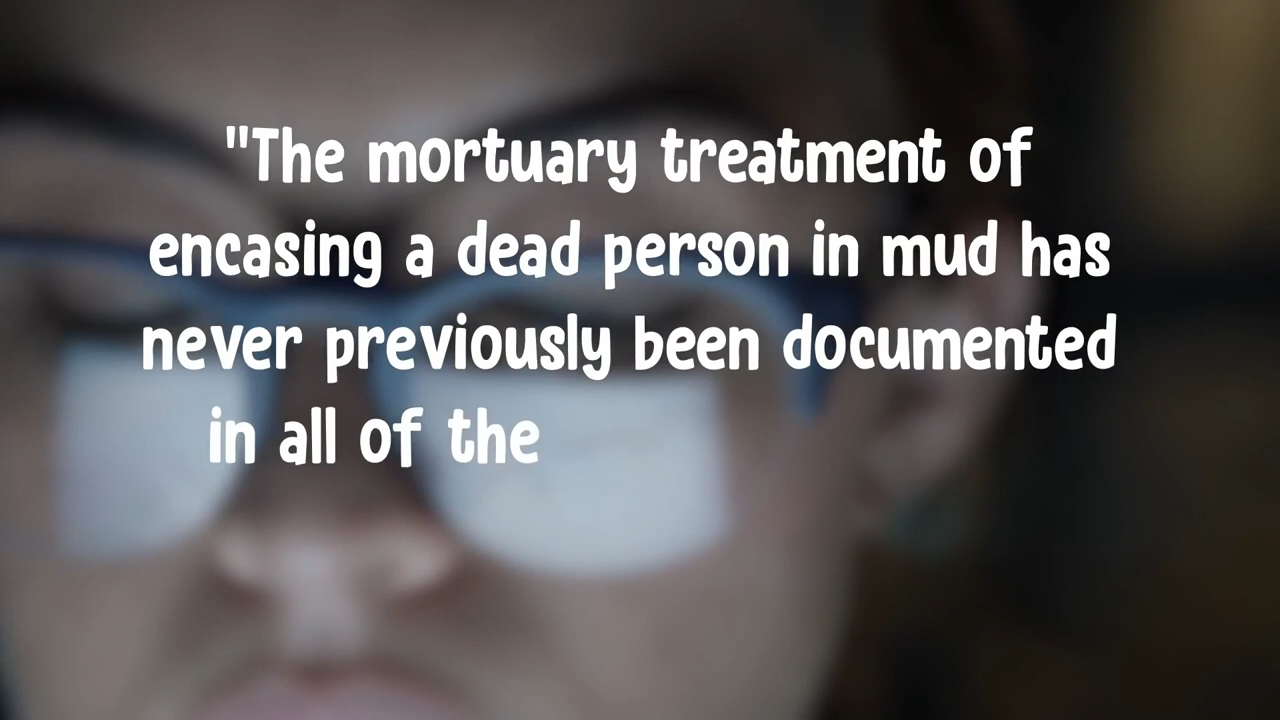 "The mortuary treatment of
encasing a dead person in mud has
never previously been documented
in all of the